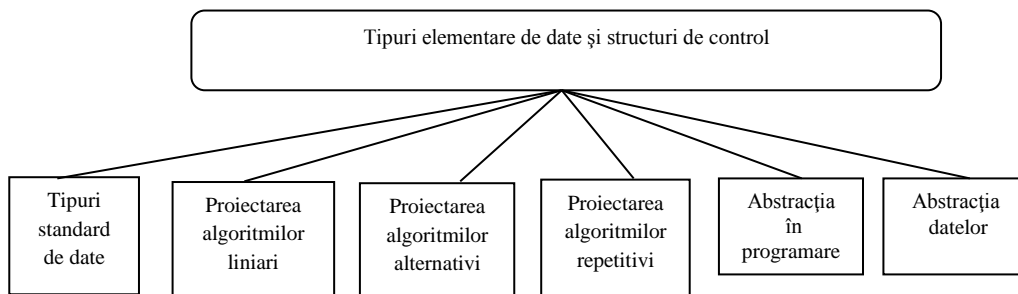 Tipuri elementare de date şi structuri de control
Tipuri
standard
de date
Proiectarea
algoritmilor
liniari
Proiectarea
algoritmilor
alternativi
Proiectarea
algoritmilor
repetitivi
Abstracţia
în
programare
Abstracţia
datelor